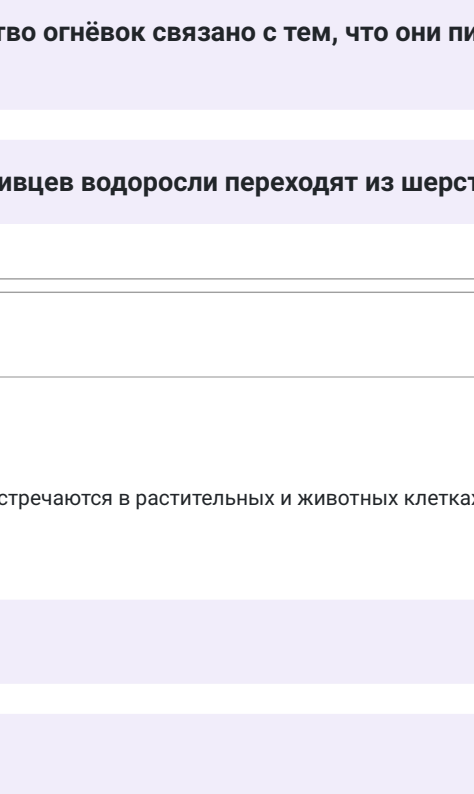 тво огнёвок связано с тем, что они пи
ивцев водоросли переходят из шерст
стречаются в растительных и животных клетках